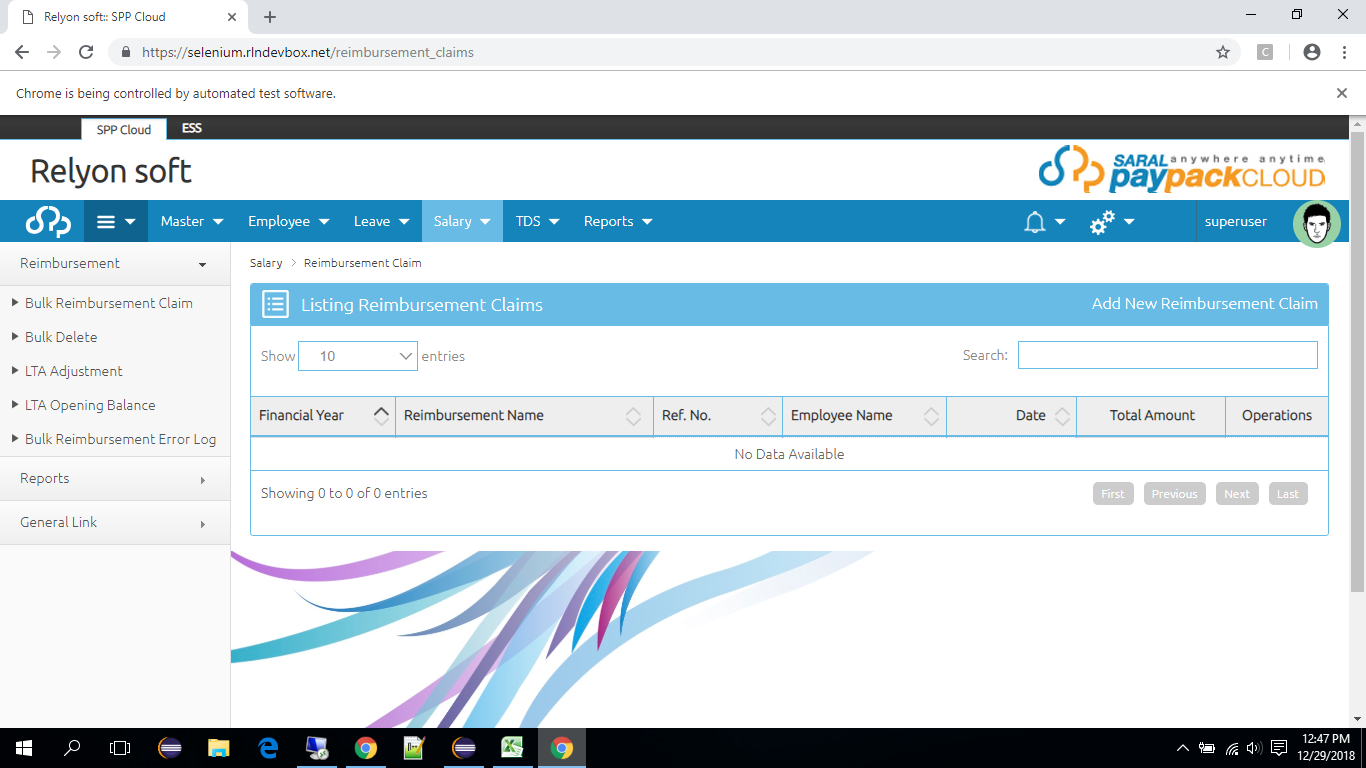 Relyon soft:: SPP Cloud
https://selenium.rlndevbox.net/reimbursement_claims
C
Chrome is being controlled by automated test software.
SPP Cloud ESS
Relyon soft
SARAL anywhere anytime
paypackCLOUD
Master Employee Leave Salary TDS Reports superuser
Reimbursement
Bulk Reimbursement Claim
Bulk Delete
LTA Adjustment
LTA Opening Balance
Bulk Reimbursement Error Log
Reports
General Link
Salary > Reimbursement Claim
Listing Reimbursement Claims Add New Reimbursement Claim
Show 10 entries Search:
Financial Year Reimbursement Name Ref. No. Employee Name Date Total Amount Operations
No Data Available
Showing 0 to 0 of 0 entries First Previous Next Last
12:47 PM
12/29/2018